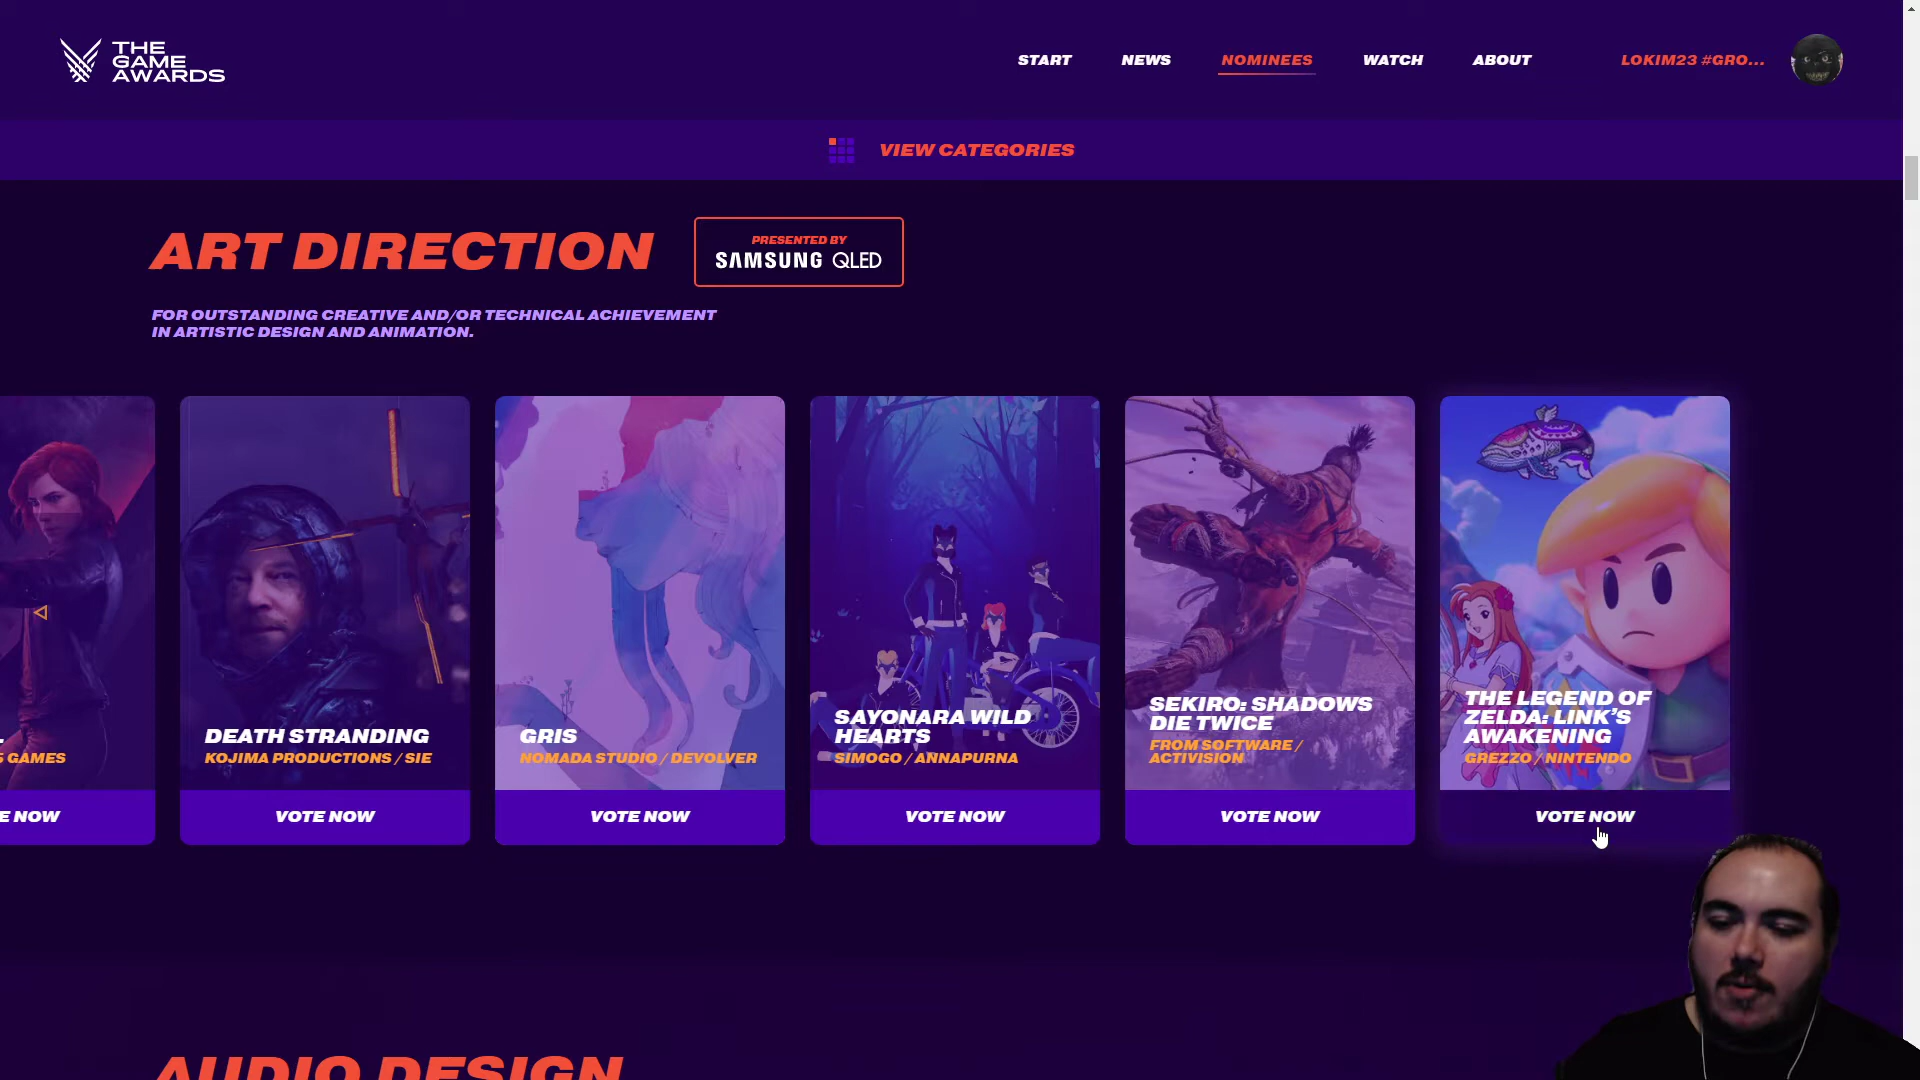 THE
GAME
AWARDS
START
NEWS
NOMINEES
WATCH
ABOUT
LOKIM23 #GRO...
VIEW CATEGORIES
ART DIRECTION
PRESENTED BY
SAMSUNG QLED
FOR OUTSTANDING CREATIVE AND/OR TECHNICAL ACHIEVEMENT
IN ARTISTIC DESIGN AND ANIMATION.
GAMES
E NOW
DEATH STRANDING
KOJIMA PRODUCTIONS / SIE
VOTE NOW
GRIS
NOMADA STUDIO / DEVOLVER
VOTE NOW
SAYONARA WILD
HEARTS
SIMOGO / ANNAPURNA
VOTE NOW
SEKIRO: SHADOWS
DIE TWICE
FROM SOFTWARE /
ACTIVISION
VOTE NOW
THE LEGEND OF
ZELDA: LINK'S
AWAKENING
GREZZO / NINTENDO
VOTE NOW
AUDIO DESIGN